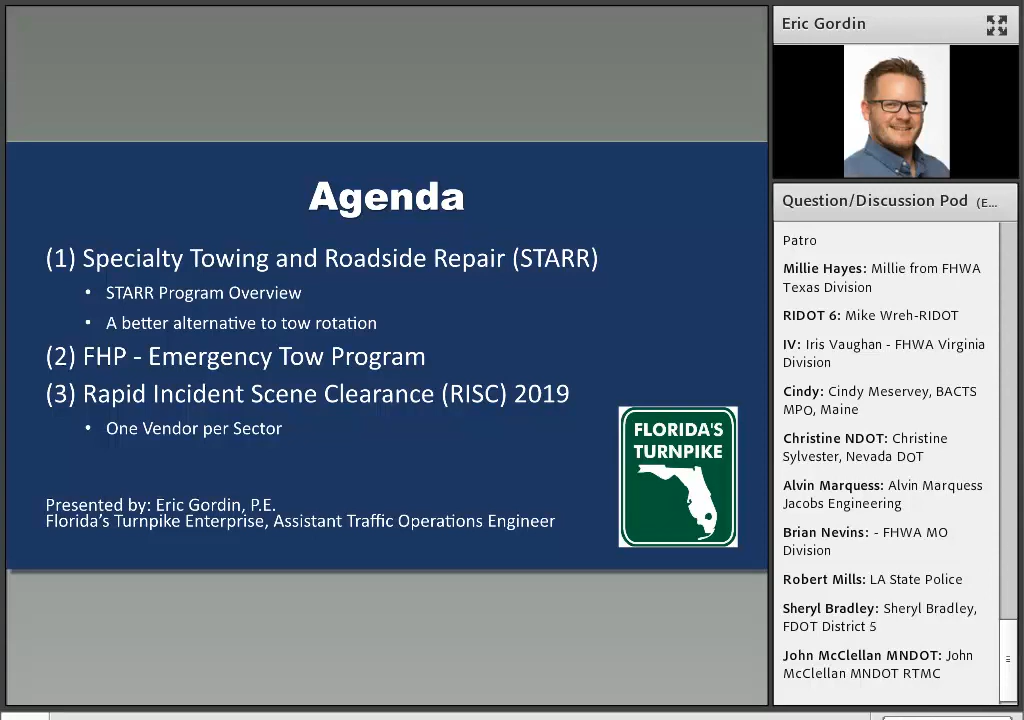 Agenda
(1) Specialty Towing and Roadside Repair (STARR)
• STARR Program Overview
• A better alternative to tow rotation
(2) FHP - Emergency Tow Program
(3) Rapid Incident Scene Clearance (RISC) 2019
• One Vendor per Sector
FLORIDA'S
TURNPIKE
Presented by: Eric Gordin, P.E.
Florida's Turnpike Enterprise, Assistant Traffic Operations Engineer
Eric Gordin
Question/Discussion Pod (E...
Patro
Millie Hayes: Millie from FHWA
Texas Division
RIDOT 6: Mike Wreh-RIDOT
IV: Iris Vaughan - FHWA Virginia
Division
Cindy: Cindy Meservey, BACTS
MPO, Maine
Christine NDOT: Christine
Sylvester, Nevada DOT
Alvin Marquess: Alvin Marquess
Jacobs Engineering
Brian Nevins: - FHWA MO
Division
Robert Mills: LA State Police
Sheryl Bradley: Sheryl Bradley,
FDOT District 5
John McClellan MNDOT: John
McClellan MNDOT RTMC